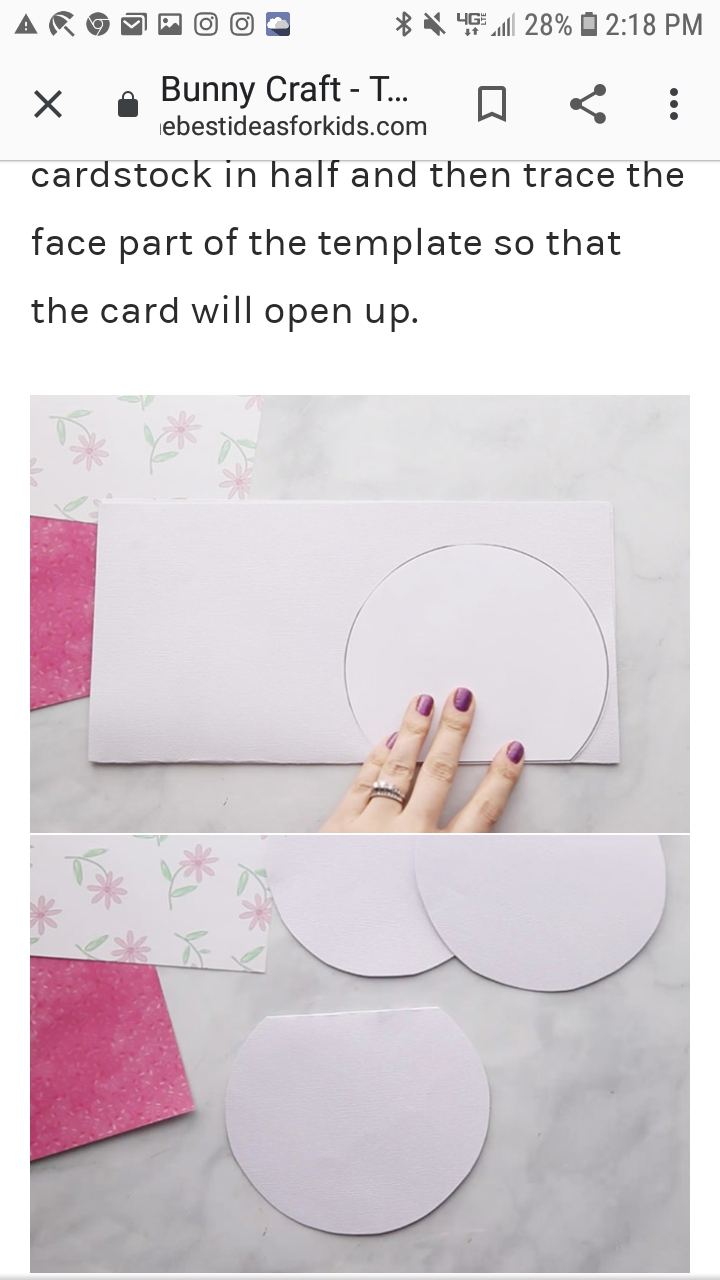 28% 2:18 PM
Bunny Craft - T...
ebestideasforkids.com
cardstock in half and then trace the
face part of the template so that
the card will open up.